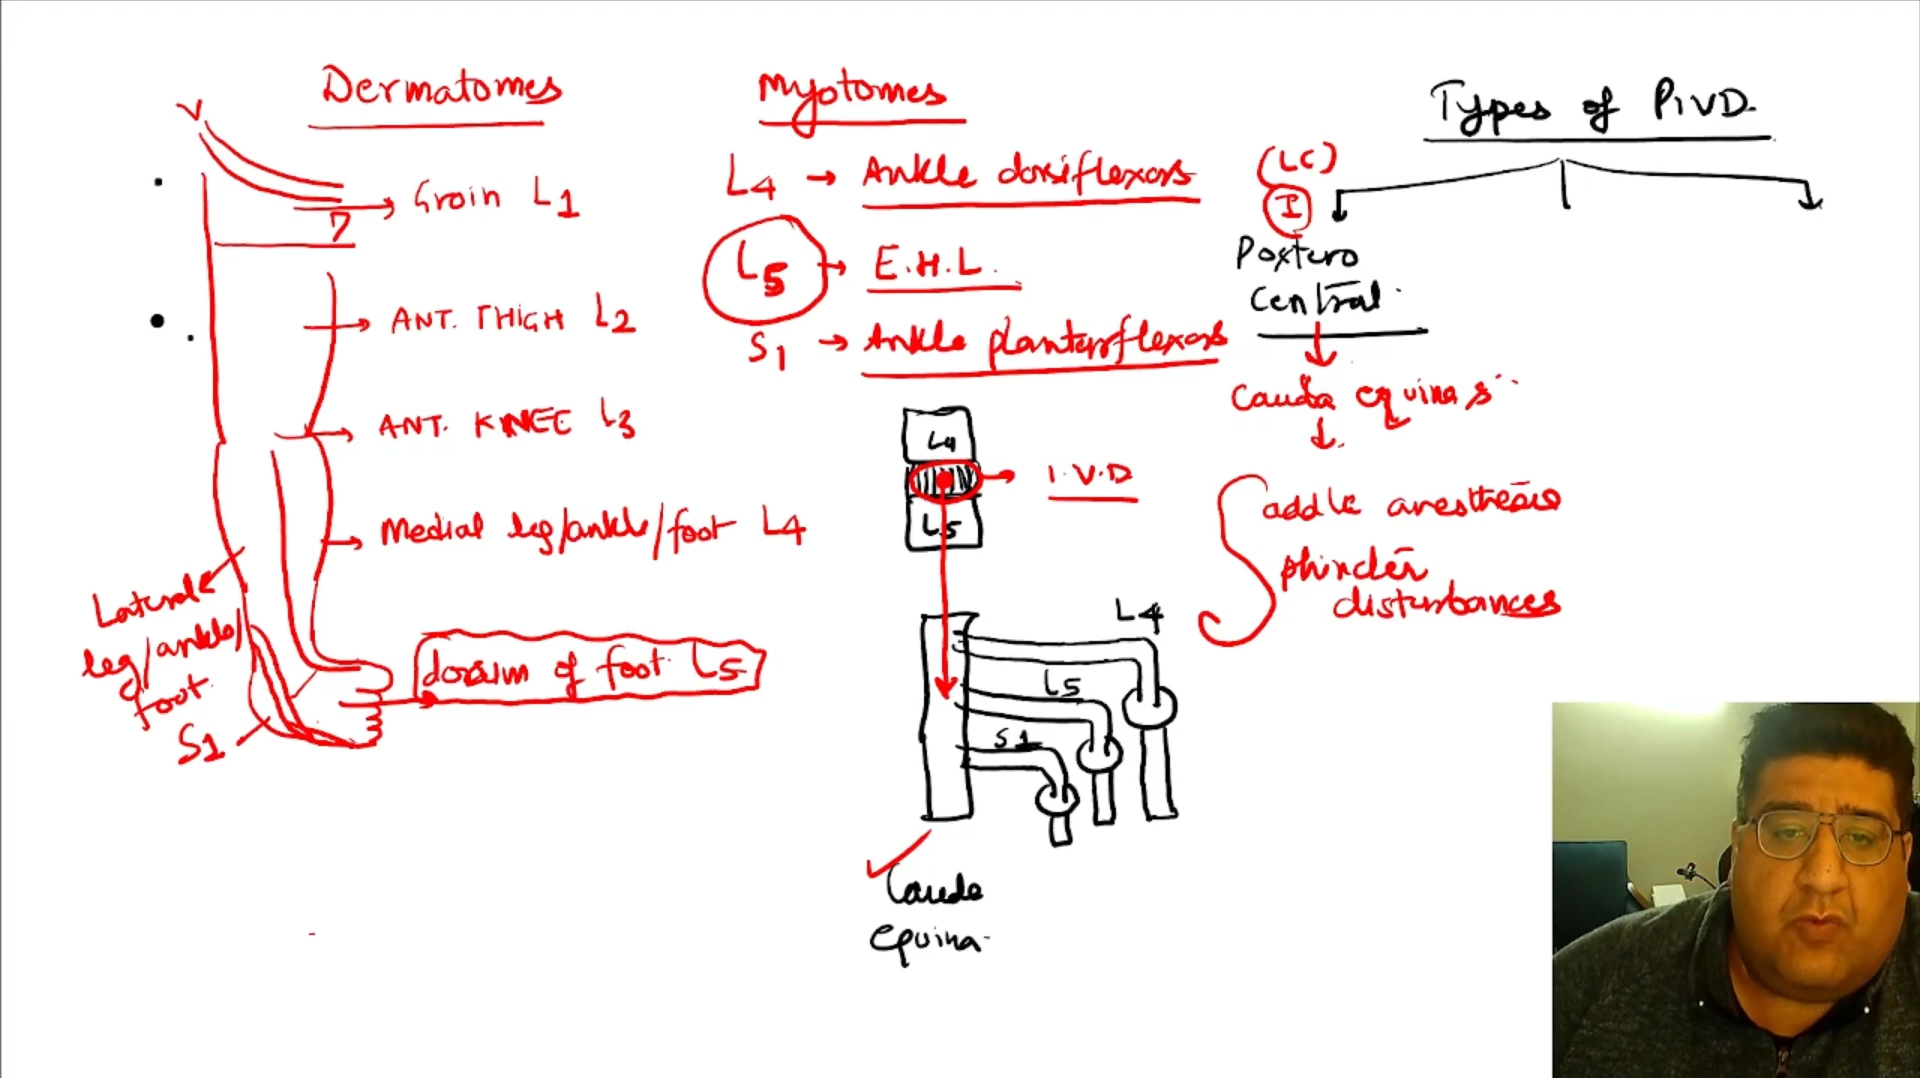 Dermatomes
Groin L1
ANT. THIGH L2
ANT. KNEE L3
Medial leg/ankle/foot L4
Lateral
leg/ankle/
foot
S1
dorsum of foot L5
Myotomes
L4 → Ankle dorsiflexors
L5 → E.H.L.
S1 → Ankle planterflexors
L4
I.V.D
L5
L4
L5
S1
Cauda
equina
Types of PIVD
(LC)
I
Postero
Central
Cauda equina s
Saddle anesthesia
Sphincter
disturbances